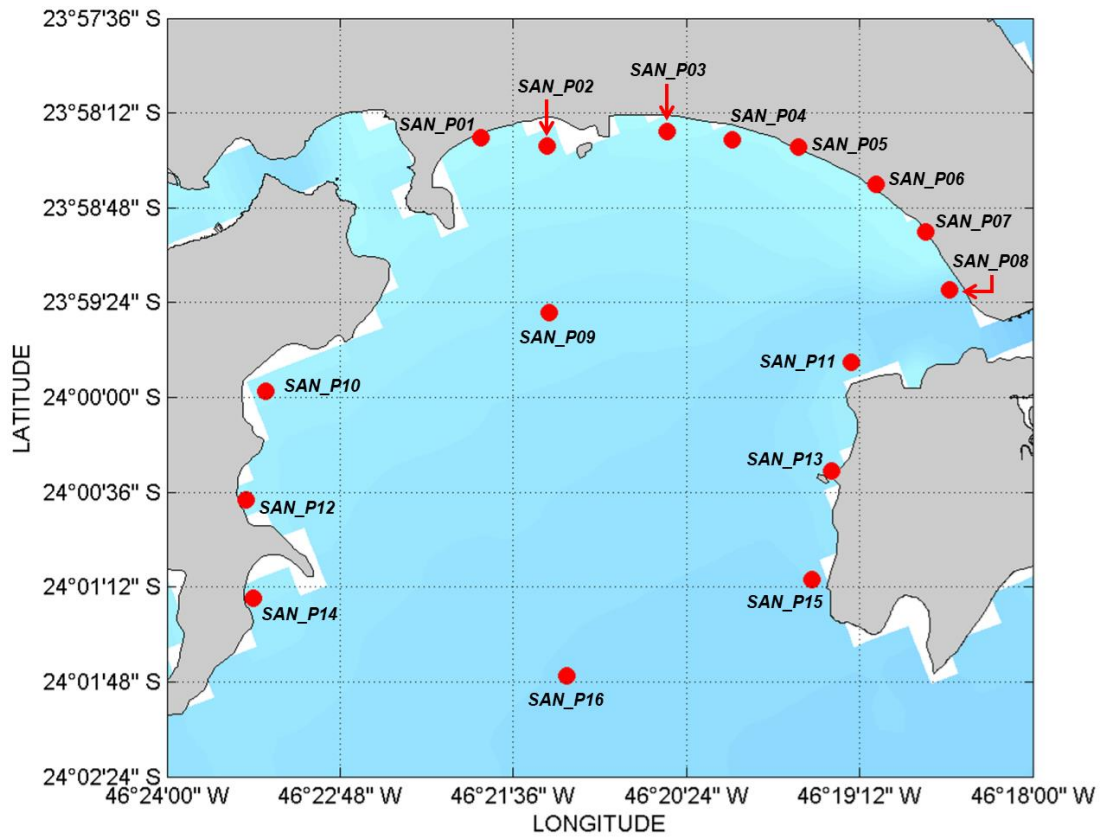 23°57'36" S
23°58'12" S
23°58'48" S
23°59'24" S
24°00'00" S
24°00'36" S
24°01'12" S
24°01'48" S
24°02'24" S
LATITUDE
SAN_P01
SAN_P02
SAN_P03
SAN_P04
SAN_P05
SAN_P06
SAN_P07
SAN_P08
SAN_P09
SAN_P10
SAN_P11
SAN_P12
SAN_P13
SAN_P14
SAN_P15
SAN_P16
46°24'00" W 46°22'48" W 46°21'36" W 46°20'24" W 46°19'12" W 46°18'00" W
LONGITUDE